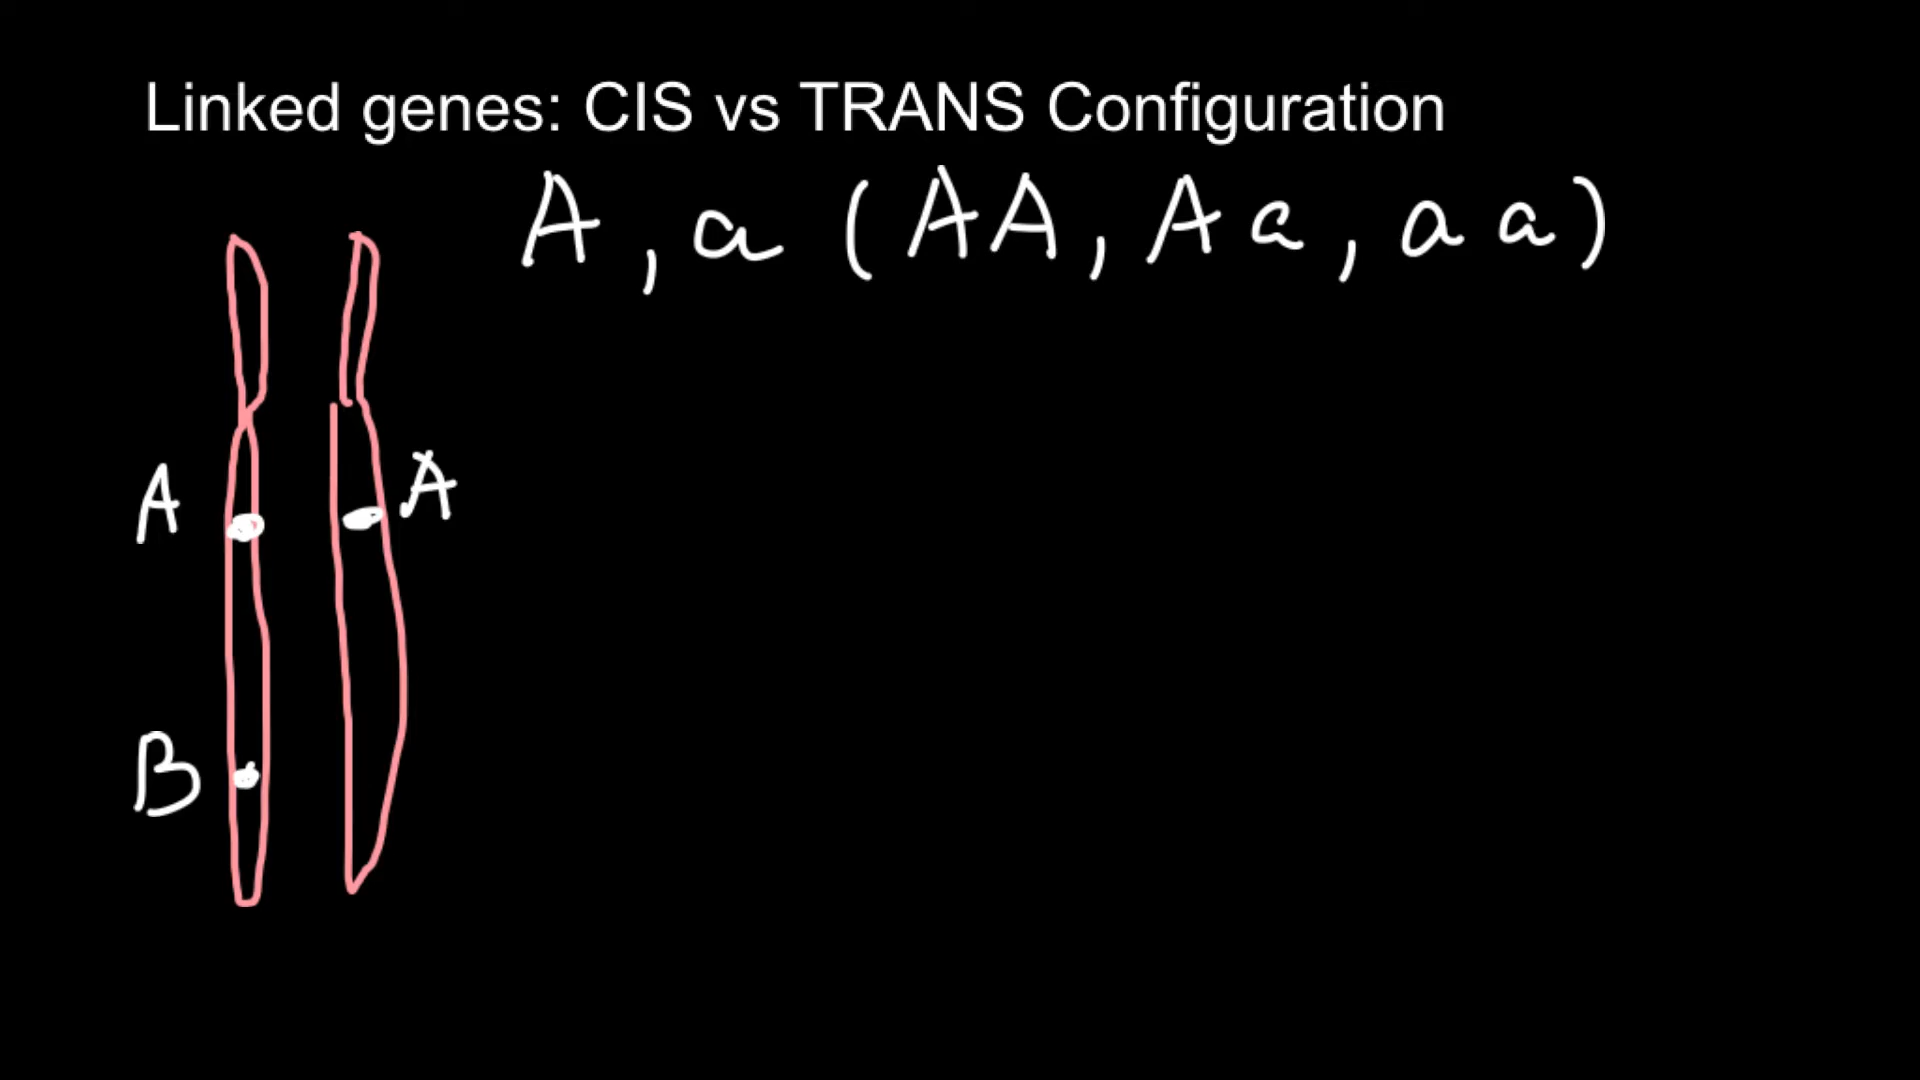 Linked genes: CIS vs TRANS Configuration
A, a (AA, Aa, aa)
A A
B